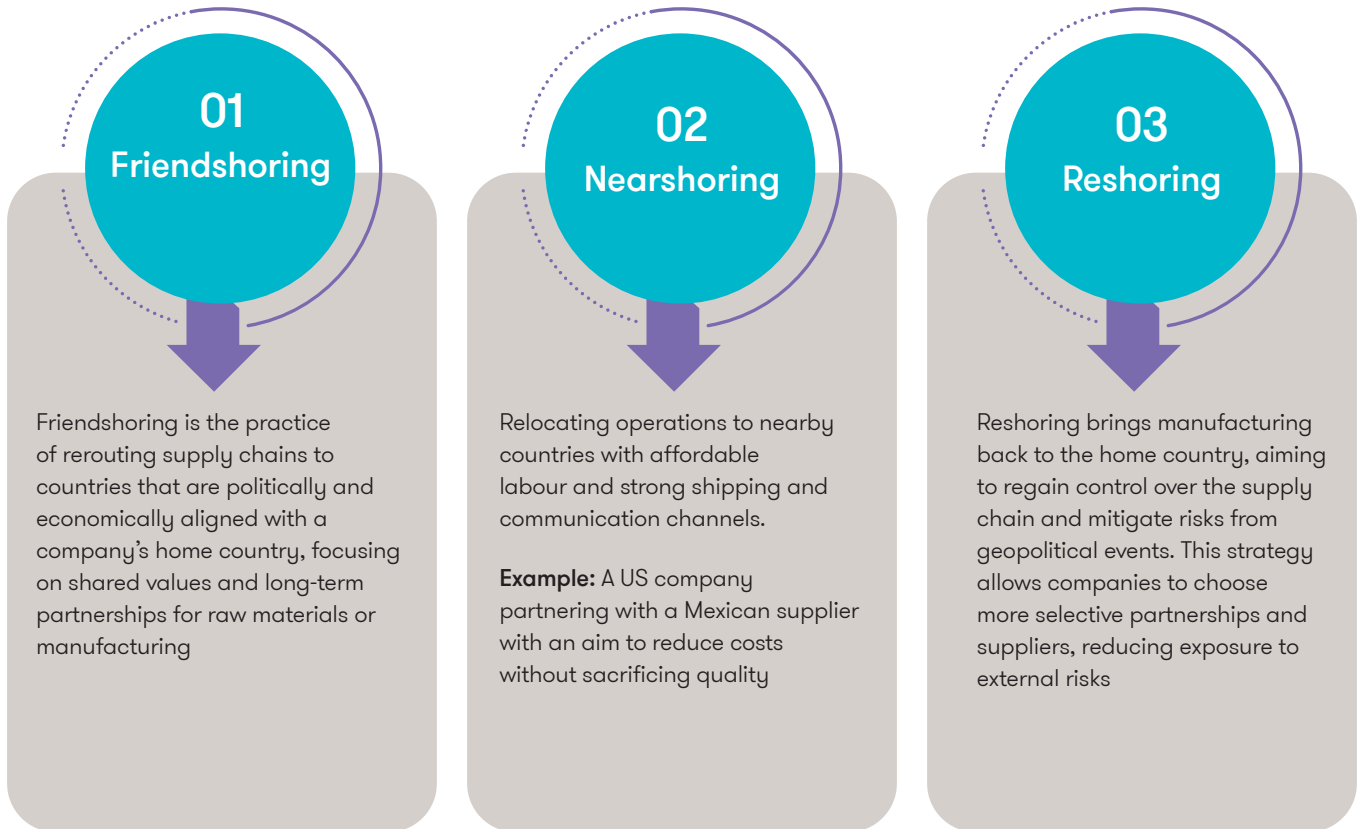 01
Friendshoring
Friendshoring is the practice
of rerouting supply chains to
countries that are politically and
economically aligned with a
company's home country, focusing
on shared values and long-term
partnerships for raw materials or
manufacturing
02
Nearshoring
Relocating operations to nearby
countries with affordable
labour and strong shipping and
communication channels.
Example: A US company
partnering with a Mexican supplier
with an aim to reduce costs
without sacrificing quality
03
Reshoring
Reshoring brings manufacturing
back to the home country, aiming
to regain control over the supply
chain and mitigate risks from
geopolitical events. This strategy
allows companies to choose
more selective partnerships and
suppliers, reducing exposure to
external risks